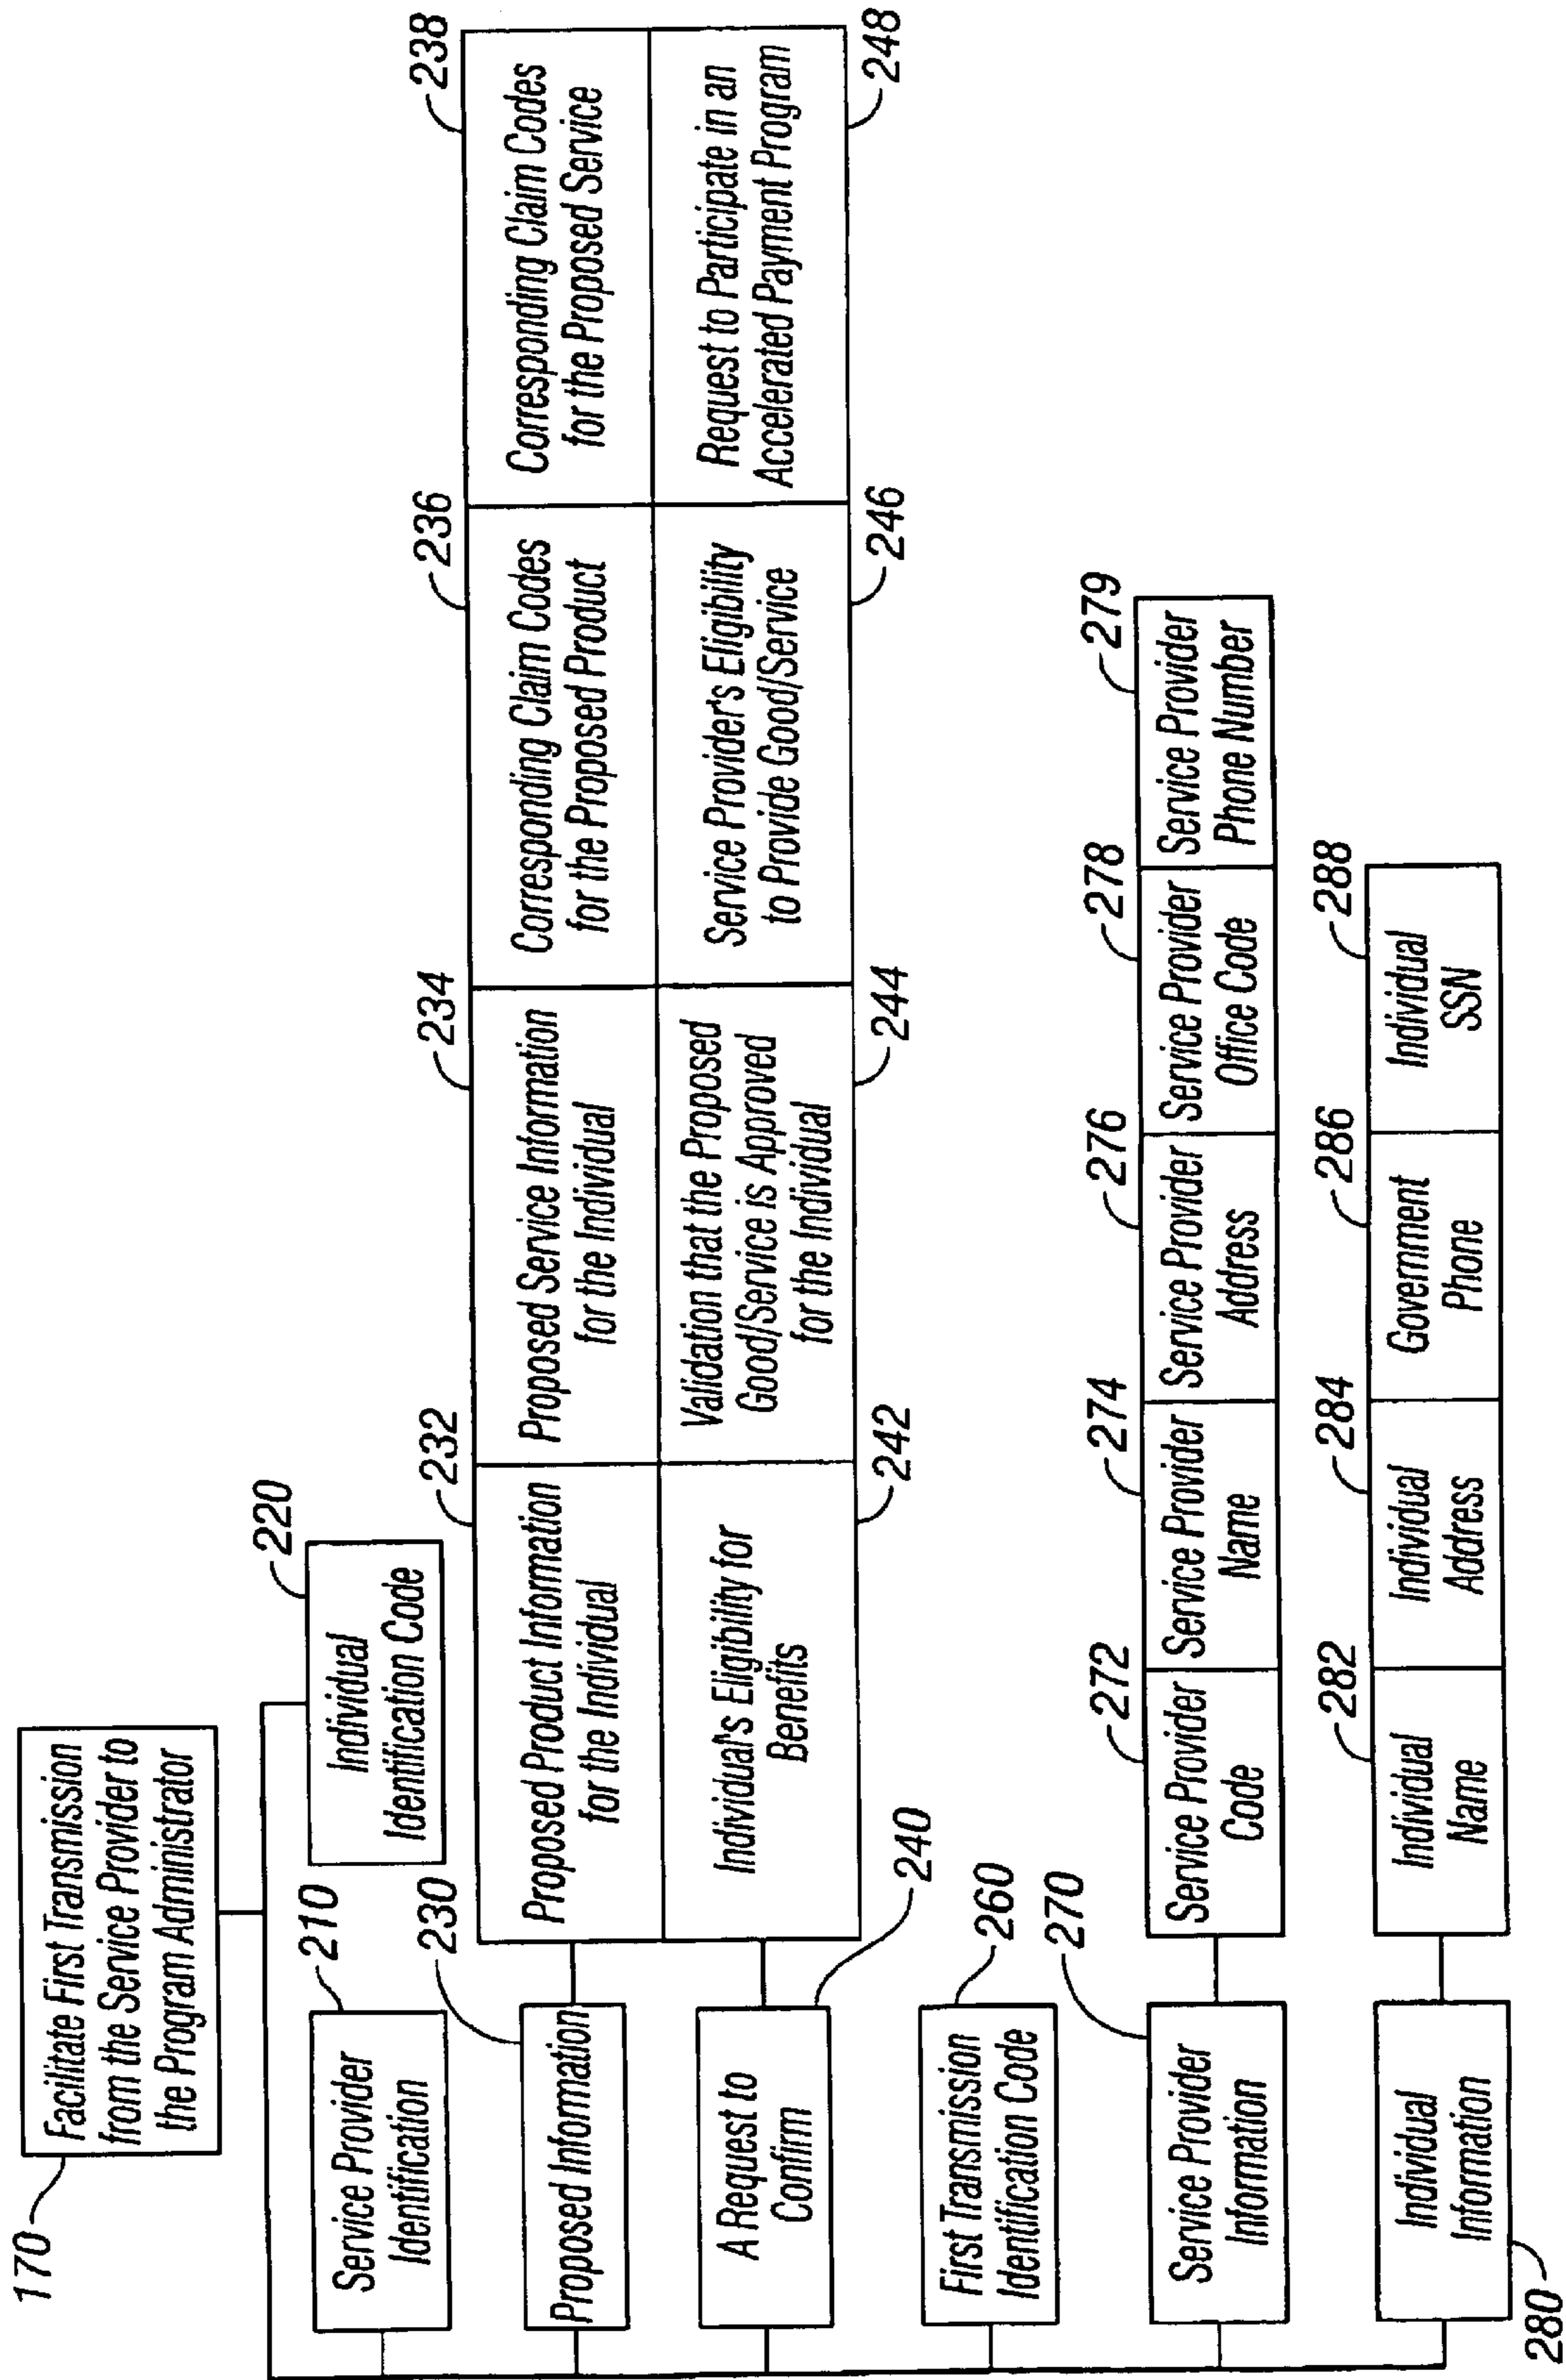 170
Facilitate First Transmission
from the Service Provider to
the Program Administrator
210
Service Provider
Identification
220
Individual
Identification Code
230
Proposed Information
232
Proposed Product Information
for the Individual
234
Proposed Service Information
for the Individual
236
Corresponding Claim Codes
for the Proposed Product
238
Corresponding Claim Codes
for the Proposed Service
A Request to
Confirm
240
Individual's Eligibility for
Benefits
242
Validation that the Proposed
Good/Service is Approved
for the Individual
244
Service Provider's Eligibility
to Provide Good/Service
246
Request to Participate in an
Accelerated Payment Program
248
260
First Transmission
Identification Code
270
Service Provider
Information
272
Service Provider
Code
274
Service Provider
Name
276
Service Provider
Address
278
Service Provider
Office Code
279
Service Provider
Phone Number
Individual
Information
280
282
Individual
Name
284
Individual
Address
286
Government
Phone
288
Individual
SSN